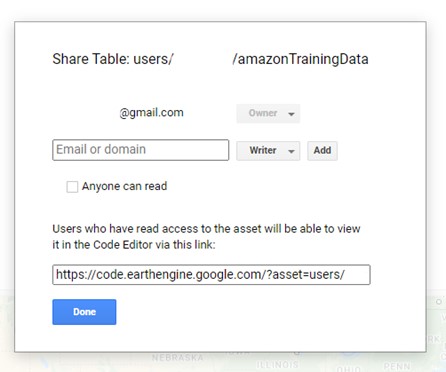 Share Table: users/ /amazonTrainingData
@gmail.com Owner
Email or domain Writer Add
Anyone can read
Users who have read access to the asset will be able to view
it in the Code Editor via this link:
https://code.earthengine.google.com/?asset=users/
Done
NEBRASKA ILLINOIS OHIO PENN